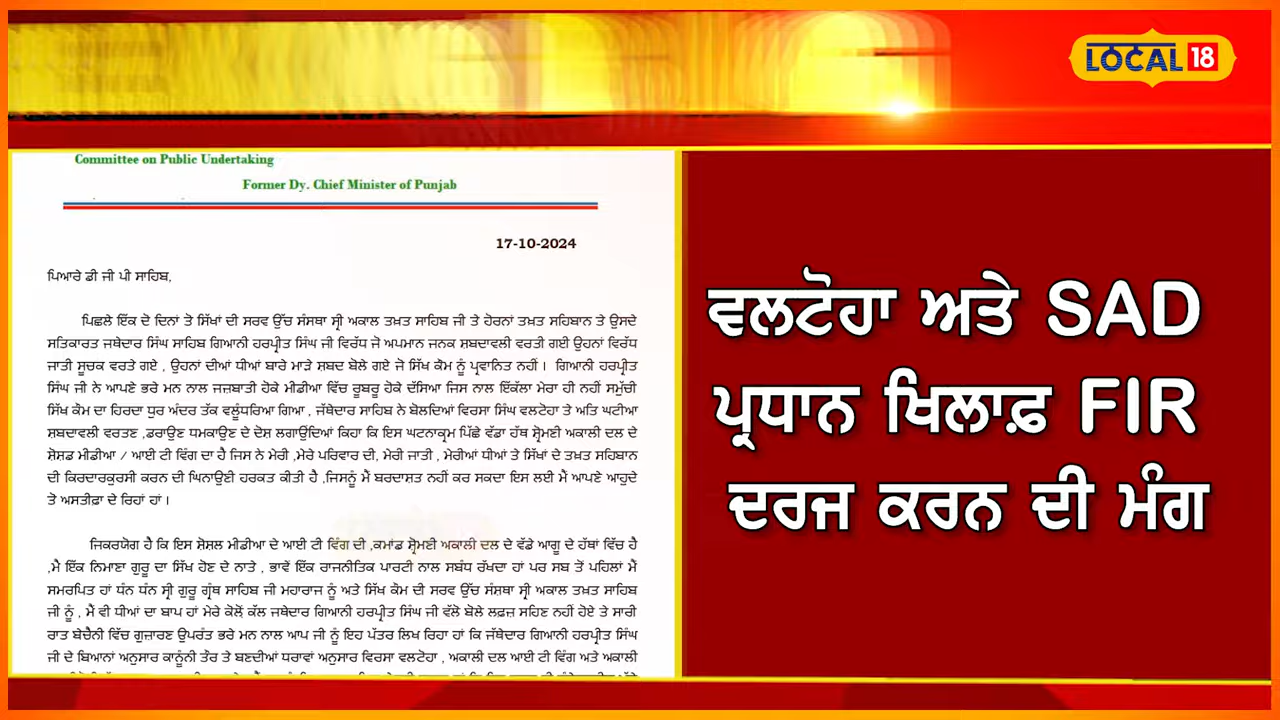 LOCAL 18
Committee on Public Undertaking
Former Dy. Chief Minister of Punjab
17-10-2024
ਪਿਆਰੇ ਡੀ ਜੀ ਪੀ ਸਾਹਿਬ,
ਪਿਛਲੇ ਇੱਕ ਦੋ ਦਿਨਾਂ ਤੋ ਸਿੱਖਾਂ ਦੀ ਸਰਵ ਉੱਚ ਸੰਸਥਾ ਸ੍ਰੀ ਅਕਾਲ ਤਖ਼ਤ ਸਾਹਿਬ ਜੀ ਤੇ ਹੋਰਨਾਂ ਤਖ਼ਤ ਸਹਿਬਾਨ ਤੇ ਉਸਦੇ
ਸਤਿਕਾਰਤ ਜਥੇਦਾਰ ਸਿੰਘ ਸਾਹਿਬ ਗਿਆਨੀ ਹਰਪ੍ਰੀਤ ਸਿੰਘ ਜੀ ਵਿਰੱਧ ਜੋ ਅਪਮਾਨ ਜਨਕ ਸ਼ਬਦਾਵਲੀ ਵਰਤੀ ਗਈ ਉਹਨਾਂ ਵਿਰੱਧ
ਜਾਤੀ ਸੂਚਕ ਵਰਤੇ ਗਏ , ਉਹਨਾਂ ਦੀਆਂ ਧੀਆਂ ਬਾਰੇ ਮਾੜੇ ਸ਼ਬਦ ਬੋਲੇ ਗਏ ਜੋ ਸਿੱਖ ਕੌਮ ਨੂੰ ਪ੍ਰਵਾਨਿਤ ਨਹੀਂ । ਗਿਆਨੀ ਹਰਪ੍ਰੀਤ
ਸਿੰਘ ਜੀ ਨੇ ਆਪਣੇ ਭਰੇ ਮਨ ਨਾਲ ਜਜ਼ਬਾਤੀ ਹੋਕੇ ਮੀਡੀਆ ਵਿੱਚ ਰੂਬਰੂ ਹੋਕੇ ਦੱਸਿਆ ਜਿਸ ਨਾਲ ਇੱਕੱਲਾ ਮੇਰਾ ਹੀ ਨਹੀਂ ਸਮੁੱਚੀ
ਸਿੱਖ ਕੌਮ ਦਾ ਹਿਰਦਾ ਧੁਰ ਅੰਦਰ ਤੱਕ ਵਲੂੰਧਰਿਆ ਗਿਆ , ਜੱਥੇਦਾਰ ਸਾਹਿਬ ਨੇ ਬੋਲਦਿਆਂ ਵਿਰਸਾ ਸਿੰਘ ਵਲਟੋਹਾ ਤੇ ਅਤਿ ਘਟੀਆ
ਸ਼ਬਦਾਵਲੀ ਵਰਤਣ ,ਡਰਾਉਣ ਧਮਕਾਉਣ ਦੇ ਦੋਸ਼ ਲਗਾਉਂਦਿਆਂ ਕਿਹਾ ਕਿ ਇਸ ਘਟਨਾਕ੍ਰਮ ਪਿੱਛੇ ਵੱਡਾ ਹੱਥ ਸ਼੍ਰੋਮਣੀ ਅਕਾਲੀ ਦਲ ਦੇ
ਸ਼ੋਸਡ ਮੀਡੀਆ / ਆਈ ਟੀ ਵਿੰਗ ਦਾ ਹੈ ਜਿਸ ਨੇ ਮੇਰੀ ,ਮੇਰੇ ਪਰਿਵਾਰ ਦੀ, ਮੇਰੀ ਜਾਤੀ , ਮੇਰੀਆਂ ਧੀਆਂ ਤੇ ਸਿੱਖਾਂ ਦੇ ਤਖ਼ਤ ਸਹਿਬਾਨ
ਦੀ ਕਿਰਦਾਰਕੁਰਸੀ ਕਰਨ ਦੀ ਘਿਨਾਉਣੀ ਹਰਕਤ ਕੀਤੀ ਹੈ ,ਜਿਸਨੂੰ ਮੈਂ ਬਰਦਾਸ਼ਤ ਨਹੀਂ ਕਰ ਸਕਦਾ ਇਸ ਲਈ ਮੈਂ ਆਪਣੇ ਆਹੁਦੇ
ਤੋ ਅਸਤੀਫ਼ਾ ਦੇ ਰਿਹਾਂ ਹਾਂ ।
ਜਿਕਰਯੋਗ ਹੈ ਕਿ ਇਸ ਸ਼ੋਸ਼ਲ ਮੀਡੀਆ ਦੇ ਆਈ ਟੀ ਵਿੰਗ ਦੀ ,ਕਮਾਂਡ ਸ਼੍ਰੋਮਣੀ ਅਕਾਲੀ ਦਲ ਦੇ ਵੱਡੇ ਆਗੂ ਦੇ ਹੱਥਾਂ ਵਿੱਚ ਹੈ
,ਮੈ ਇੱਕ ਨਿਮਾਣਾ ਗੁਰੂ ਦਾ ਸਿੱਖ ਹੋਣ ਦੇ ਨਾਤੇ , ਭਾਵੇਂ ਇੱਕ ਰਾਜਨੀਤਿਕ ਪਾਰਟੀ ਨਾਲ ਸਬੰਧ ਰੱਖਦਾ ਹਾਂ ਪਰ ਸਬ ਤੋਂ ਪਹਿਲਾਂ ਮੈਂ
ਸਮਰਪਿਤ ਹਾਂ ਧੰਨ ਧੰਨ ਸ੍ਰੀ ਗੁਰੂ ਗ੍ਰੰਥ ਸਾਹਿਬ ਜੀ ਮਹਾਰਾਜ ਨੂੰ ਅਤੇ ਸਿੱਖ ਕੌਮ ਦੀ ਸਰਵ ਉੱਚ ਸੰਸਥਾ ਸ੍ਰੀ ਅਕਾਲ ਤਖ਼ਤ ਸਾਹਿਬ
ਜੀ ਨੂੰ , ਮੈਂ ਵੀ ਧੀਆਂ ਦਾ ਬਾਪ ਹਾਂ ਮੇਰੇ ਕੋਲੋਂ ਕੱਲ ਜਥੇਦਾਰ ਗਿਆਨੀ ਹਰਪ੍ਰੀਤ ਸਿੰਘ ਜੀ ਵੱਲੋ ਬੋਲੇ ਲਫ਼ਜ਼ ਸਹਿਣ ਨਹੀਂ ਹੋਏ ਤੇ ਸਾਰੀ
ਰਾਤ ਬੇਚੈਨੀ ਵਿੱਚ ਗੁਜ਼ਾਰਣ ਉਪਰੰਤ ਭਰੇ ਮਨ ਨਾਲ ਆਪ ਜੀ ਨੂੰ ਇਹ ਪੱਤਰ ਲਿਖ ਰਿਹਾ ਹਾਂ ਕਿ ਜੱਥੇਦਾਰ ਗਿਆਨੀ ਹਰਪ੍ਰੀਤ ਸਿੰਘ
ਜੀ ਦੇ ਬਿਆਨਾਂ ਅਨੁਸਾਰ ਕਾਨੂੰਨੀ ਤੌਰ ਤੇ ਬਣਦੀਆਂ ਧਰਾਵਾਂ ਅਨੁਸਾਰ ਵਿਰਸਾ ਵਲਟੋਹਾ , ਅਕਾਲੀ ਦਲ ਆਈ ਟੀ ਵਿੰਗ ਅਤੇ ਅਕਾਲੀ
ਵਲਟੋਹਾ ਅਤੇ SAD
ਪ੍ਰਧਾਨ ਖਿਲਾਫ਼ FIR
ਦਰਜ ਕਰਨ ਦੀ ਮੰਗ